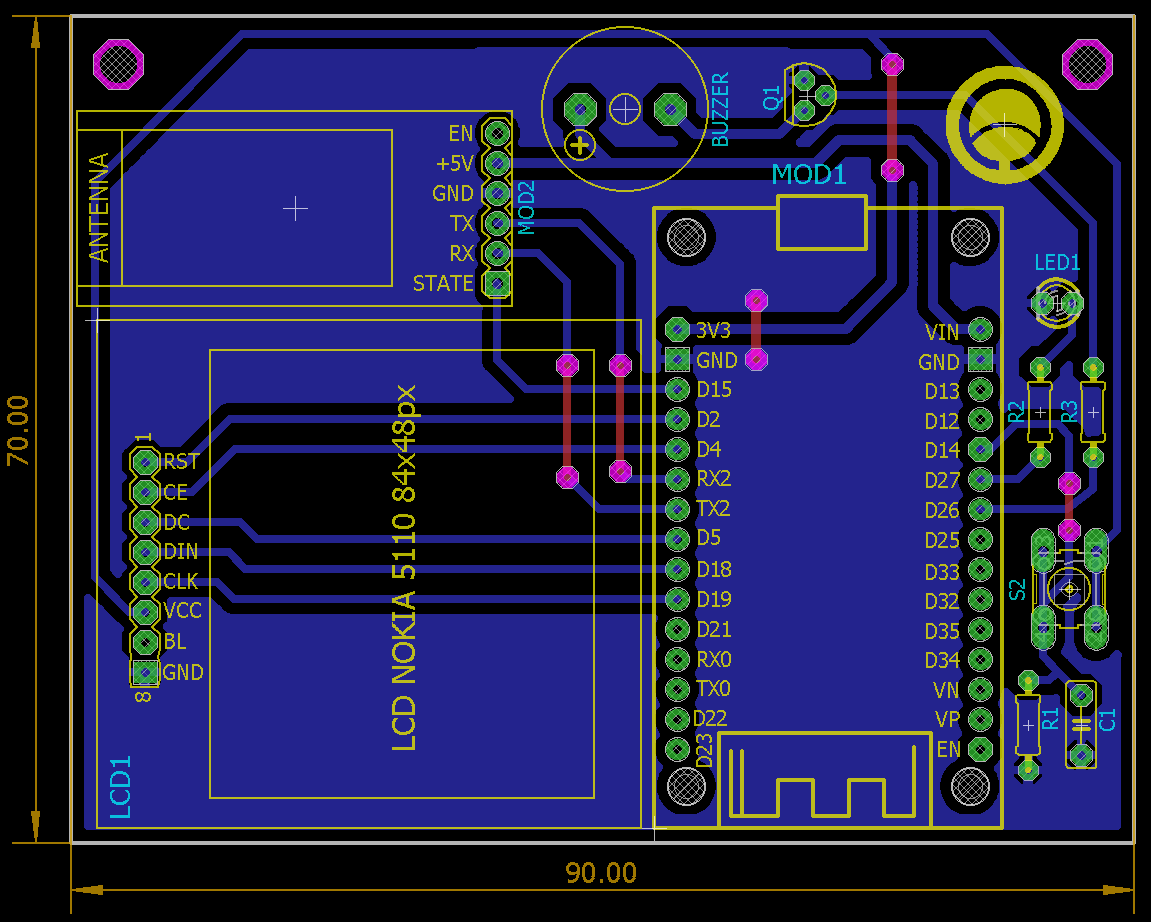 BUZZER
Q1
ANTENNA
EN
+5V
GND
TX
RX
STATE
MOD2
MOD1
LED1
3V3
GND
D15
D2
D4
RX2
TX2
D5
D18
D19
D21
RX0
TX0
D22
D23
VIN
GND
D13
D12
D14
D27
D26
D25
D33
D32
D35
D34
VN
VP
EN
R2
R3
S2
R1
C1
1
RST
CE
DC
DIN
CLK
VCC
BL
GND
8
LCD NOKIA 5110 84x48px
LCD1
70.00
90.00